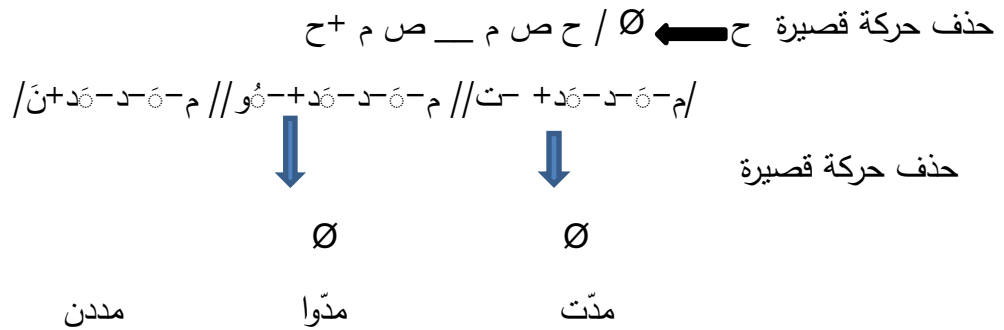 حذف حركة قصيرة ح Ø / ح ص م __ ص م +ح
/م-َ-د-َد+ -ت// م-َ-د-َد+-ُو // م-َ-د-َد+نَ/
حذف حركة قصيرة
Ø Ø
مدّت مدّوا مددن